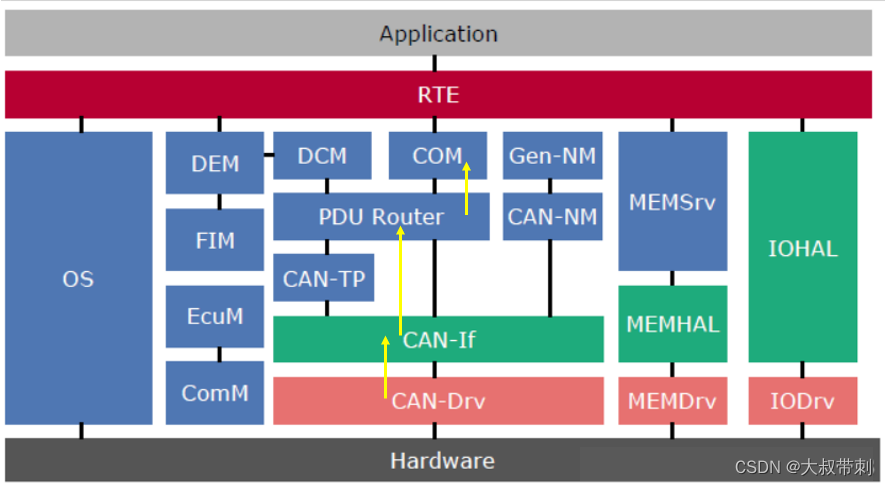 Application
RTE
OS
DEM
DCM
COM
Gen-NM
MEMSrv
IOHAL
PDU Router
CAN-NM
FIM
CAN-TP
EcuM
CAN-If
MEMHAL
ComM
CAN-Drv
MEMDrv
IODrv
Hardware
CSDN @大叔带刺